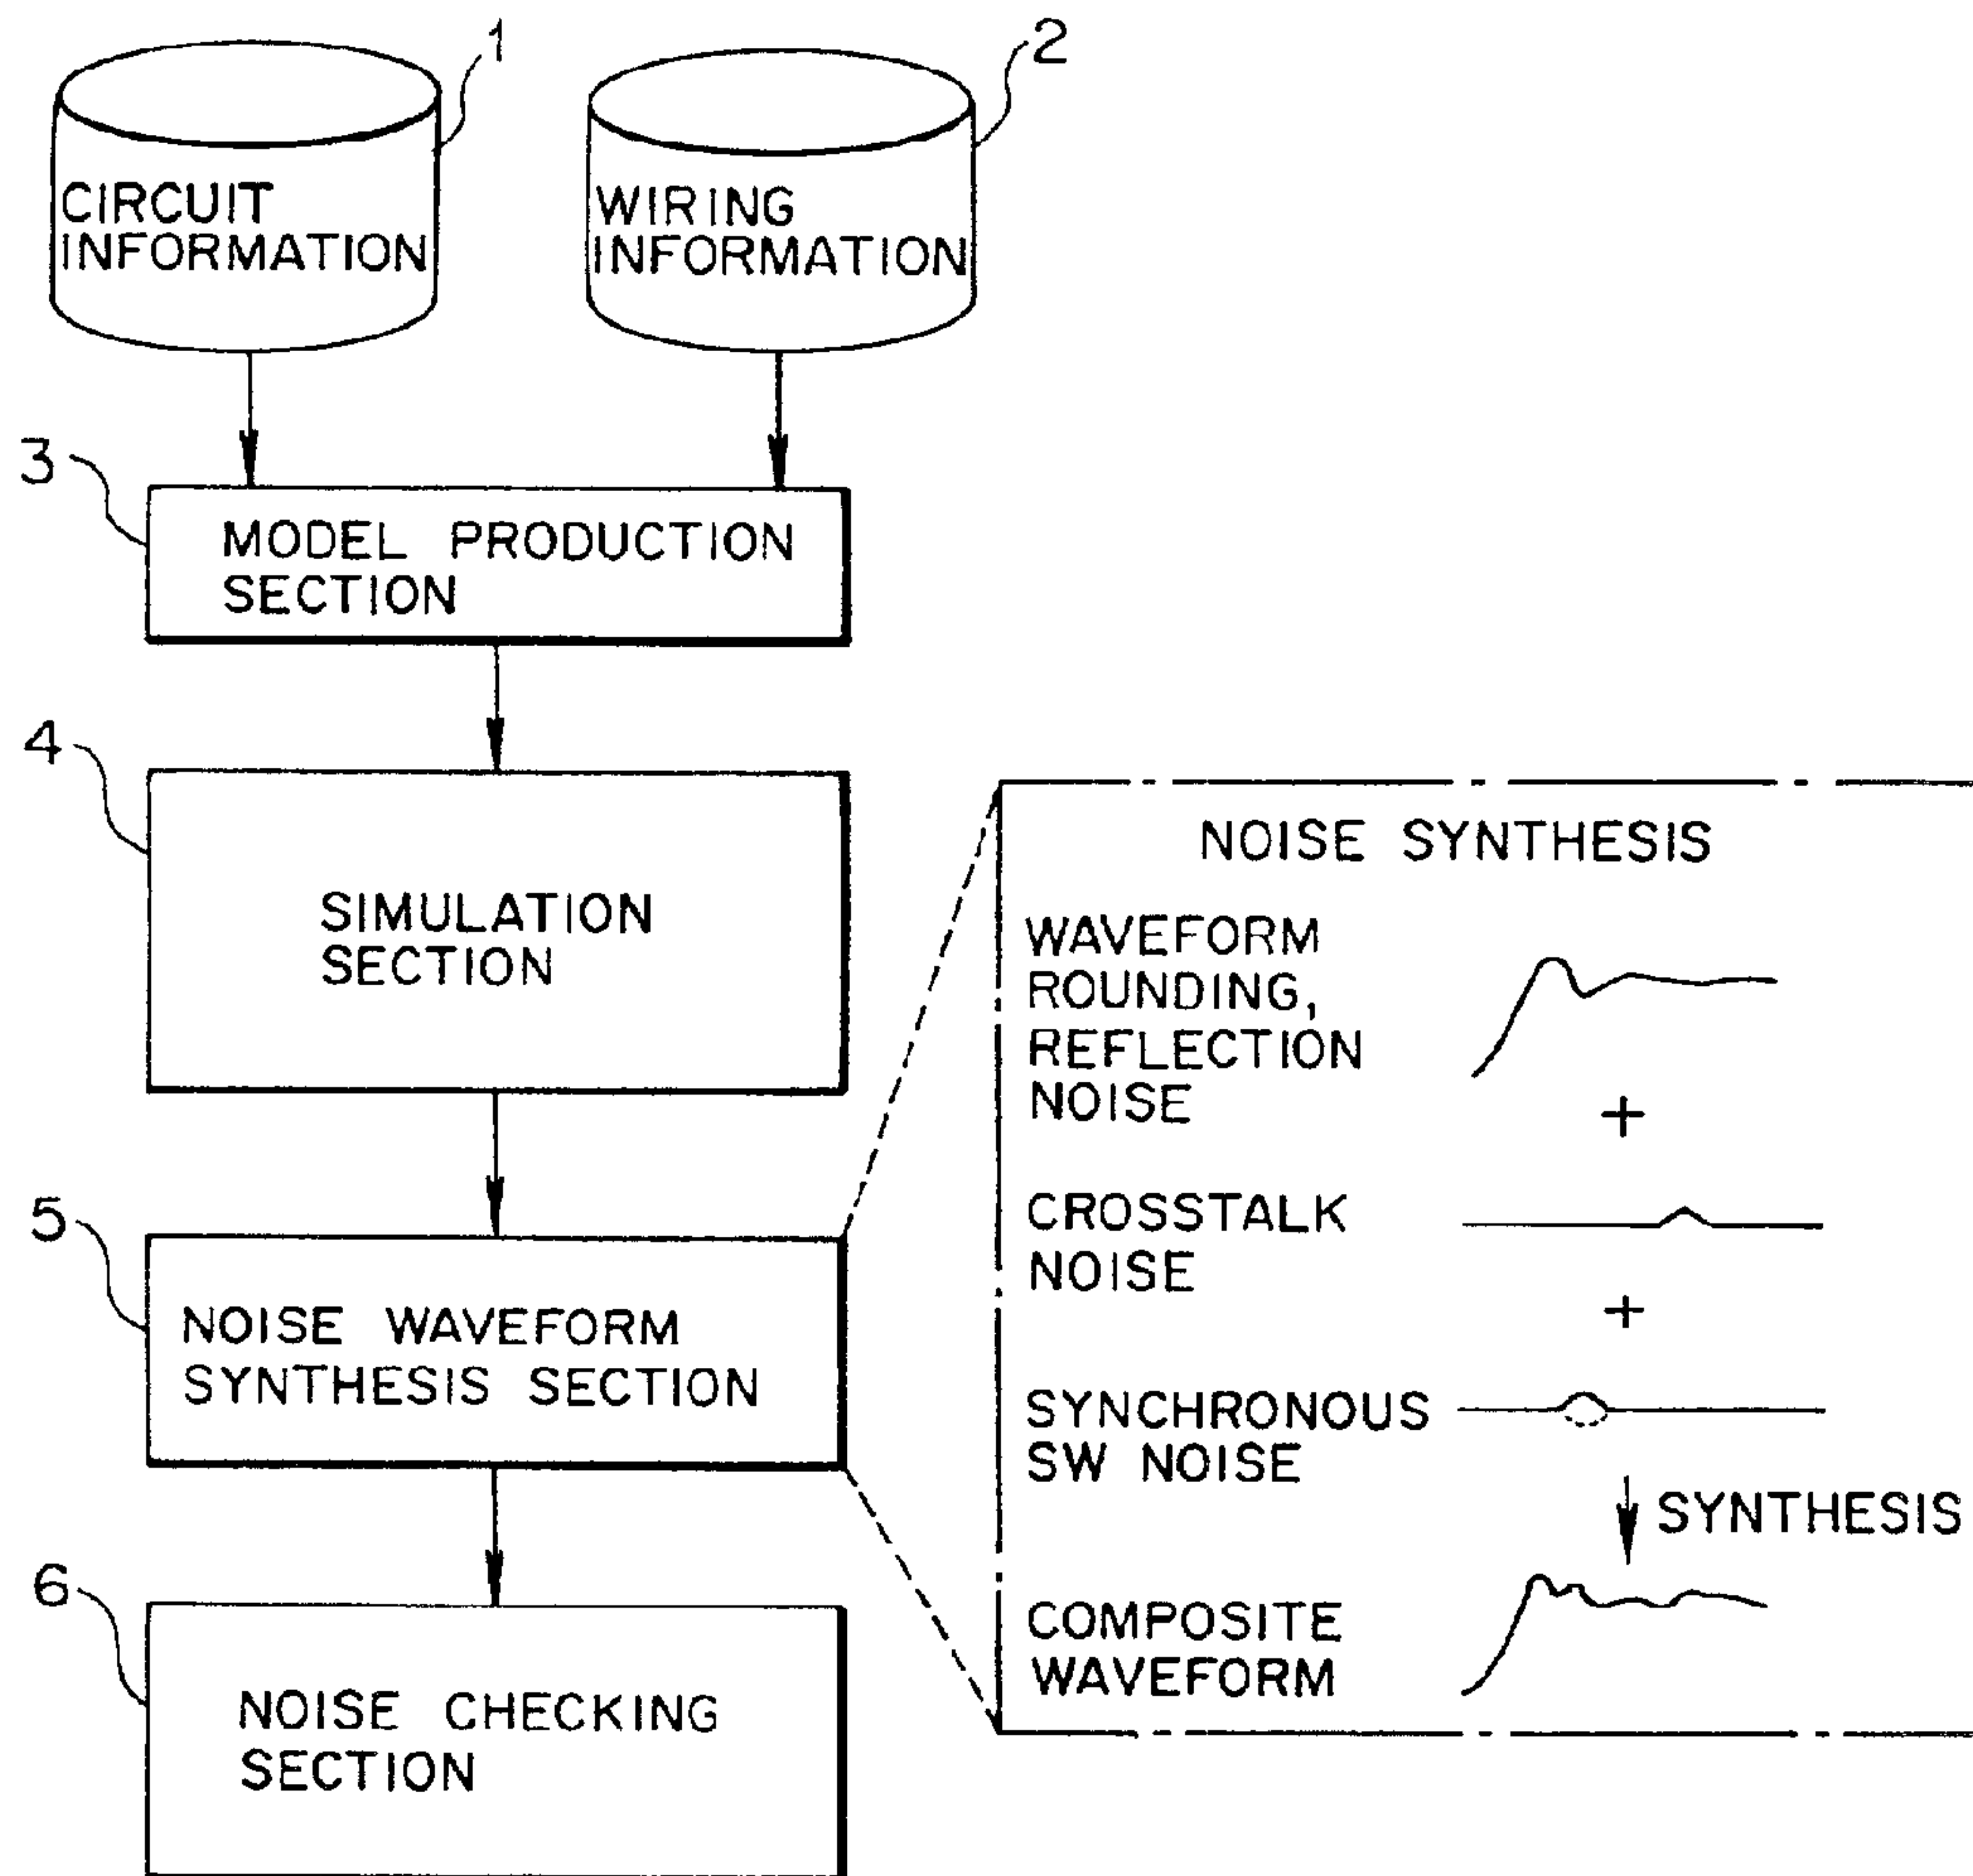 1
2
CIRCUIT
INFORMATION
WIRING
INFORMATION
3
MODEL PRODUCTION
SECTION
4
SIMULATION
SECTION
5
NOISE WAVEFORM
SYNTHESIS SECTION
6
NOISE CHECKING
SECTION
NOISE SYNTHESIS
WAVEFORM
ROUNDING,
REFLECTION
NOISE
+
CROSSTALK
NOISE
+
SYNCHRONOUS
SW NOISE
SYNTHESIS
COMPOSITE
WAVEFORM